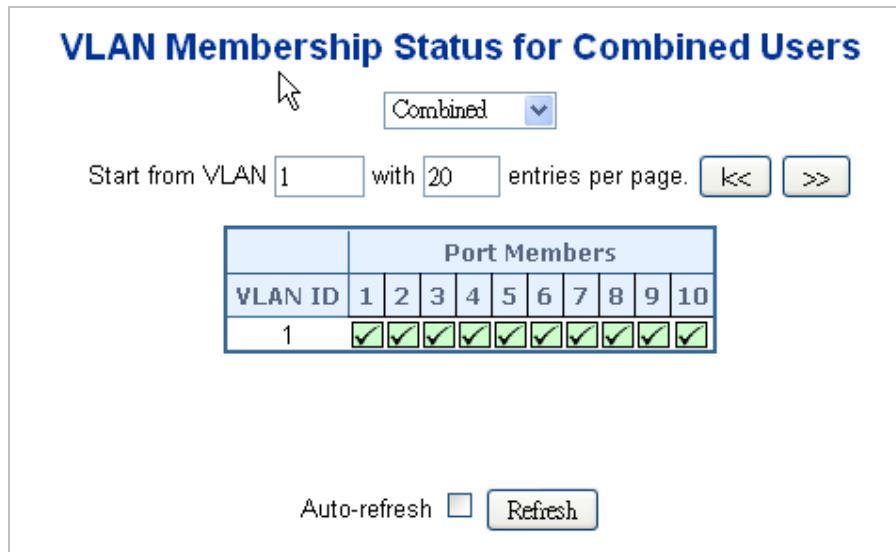 VLAN Membership Status for Combined Users
Combined
Start from VLAN 1 with 20 entries per page. k<< >>
Port Members
VLAN ID 1 2 3 4 5 6 7 8 9 10
1
Auto-refresh Refresh